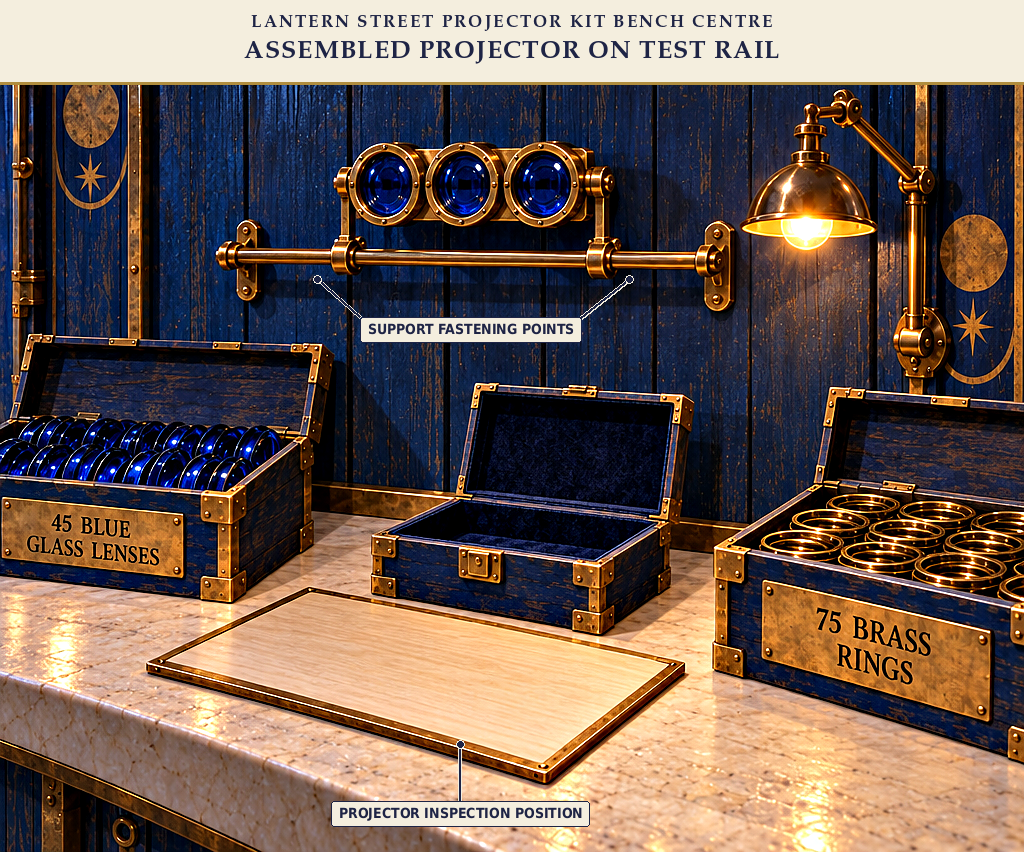 LANTERN STREET PROJECTOR KIT BENCH CENTRE
ASSEMBLED PROJECTOR ON TEST RAIL
SUPPORT FASTENING POINTS
45 BLUE
GLASS LENSES
75 BRASS
RINGS
PROJECTOR INSPECTION POSITION